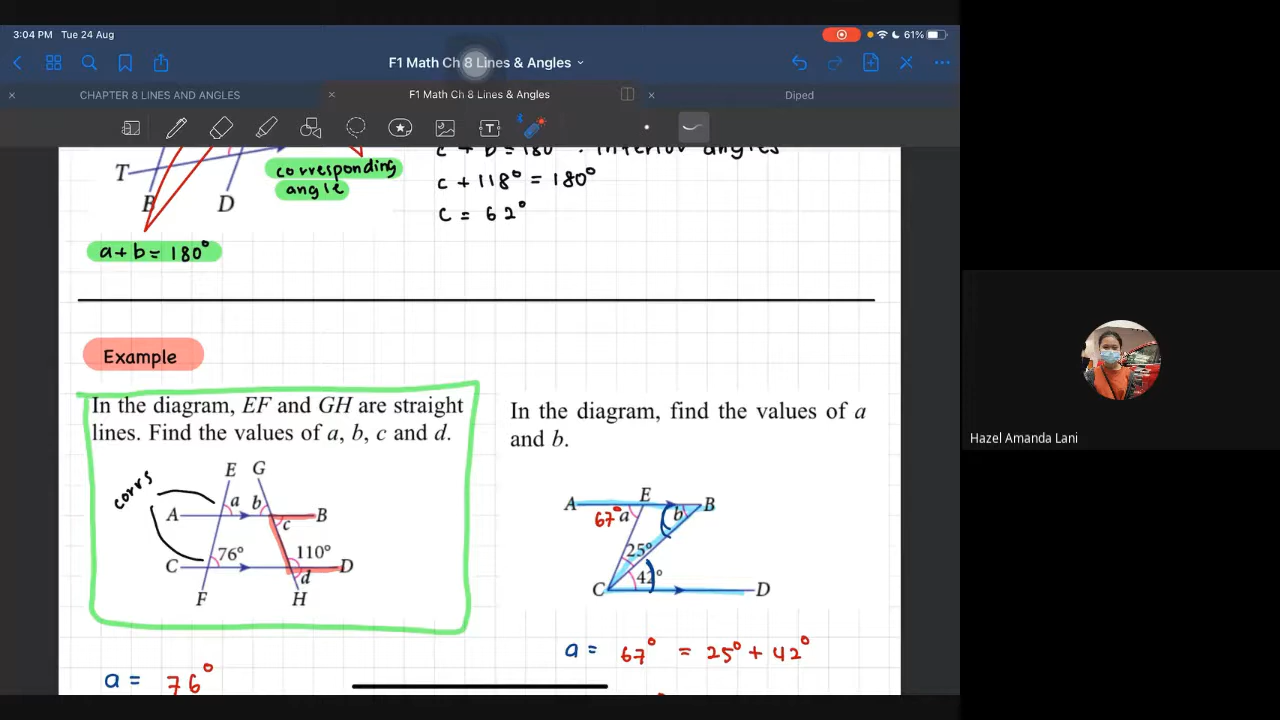 3:04 PM Tue 24 Aug
61%
F1 Math Ch 8 Lines & Angles
CHAPTER 8 LINES AND ANGLES
F1 Math Ch 8 Lines & Angles
Diped
T
B
D
corresponding
angle
a + b = 180°
c + b = 180° : interior angles
c + 118° = 180°
c = 62°
Example
In the diagram, EF and GH are straight
lines. Find the values of a, b, c and d.
corrs
E G
A a b c B
C 76° 110° D
d
F H
a = 76°
In the diagram, find the values of a
and b.
A E B
67° a b
25°
42°
C D
a = 67° = 25° + 42°
Hazel Amanda Lani